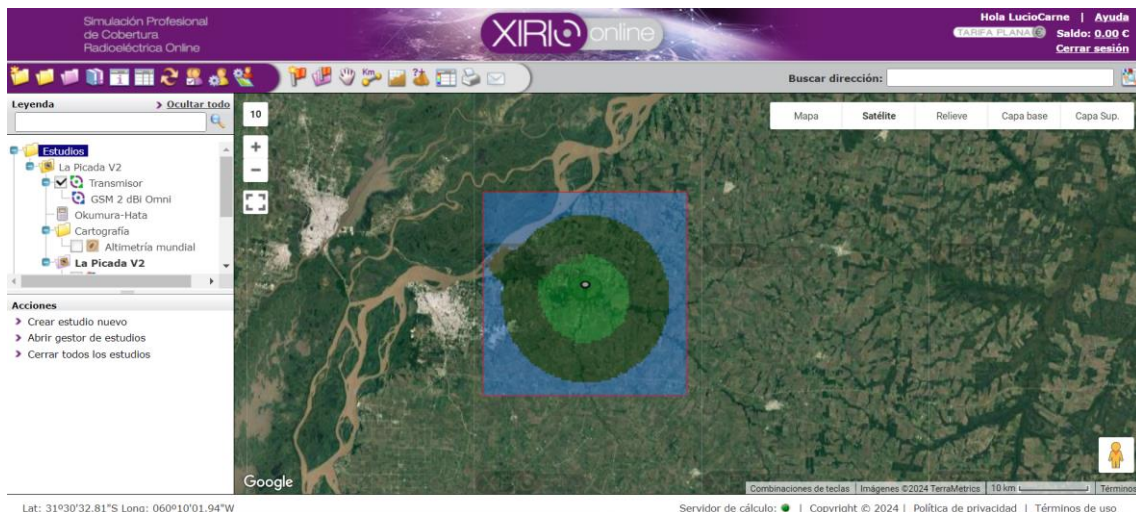 Simulación Profesional
de Cobertura
Radioeléctrica Online
XIRIO online
Hola LucioCarne | Ayuda
TARIFA PLANA € Saldo: 0.00 €
Cerrar sesión
Km
Buscar dirección:
Leyenda > Ocultar todo
Estudios
La Picada V2
Transmisor
GSM 2 dBi Omni
Okumura-Hata
Cartografía
Altimetría mundial
La Picada V2
Acciones
> Crear estudio nuevo
> Abrir gestor de estudios
> Cerrar todos los estudios
10
+
−
Mapa Satélite Relieve Capa base Capa Sup.
Google
Combinaciones de teclas Imágenes ©2024 TerraMetrics 10 km Términos
Lat: 31º30'32.81"S Long: 060º10'01.94"W
Servidor de cálculo: | Copyright © 2024 | Política de privacidad | Términos de uso